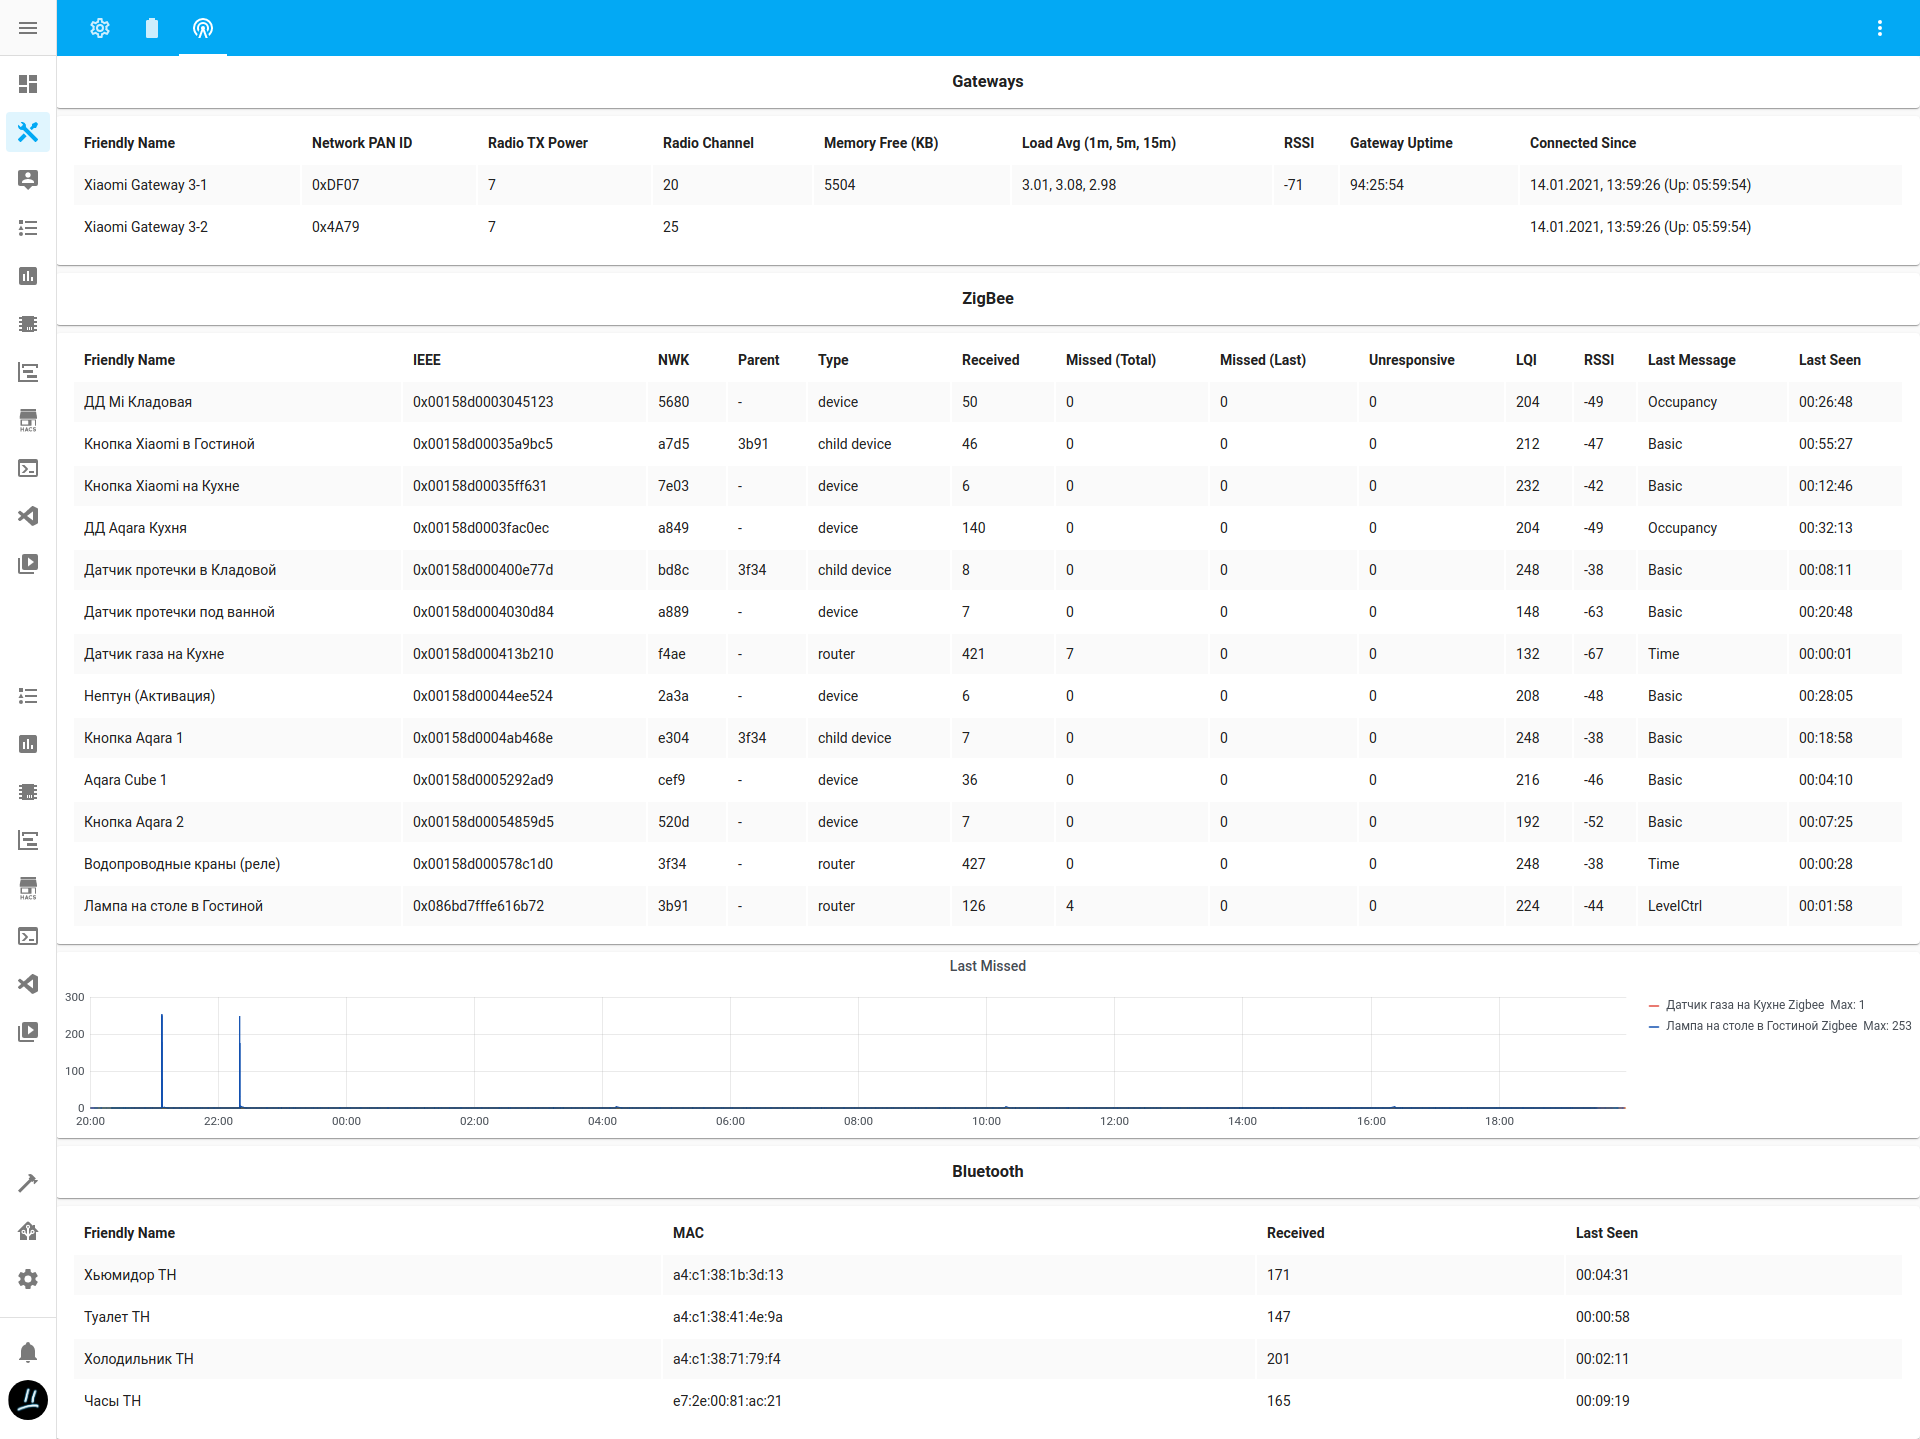 Gateways
Friendly Name Network PAN ID Radio TX Power Radio Channel Memory Free (KB) Load Avg (1m, 5m, 15m) RSSI Gateway Uptime Connected Since
Xiaomi Gateway 3-1 0xDF07 7 20 5504 3.01, 3.08, 2.98 -71 94:25:54 14.01.2021, 13:59:26 (Up: 05:59:54)
Xiaomi Gateway 3-2 0x4A79 7 25 14.01.2021, 13:59:26 (Up: 05:59:54)
ZigBee
Friendly Name IEEE NWK Parent Type Received Missed (Total) Missed (Last) Unresponsive LQI RSSI Last Message Last Seen
ДД Mi Кладовая 0x00158d0003045123 5680 - device 50 0 0 0 204 -49 Occupancy 00:26:48
Кнопка Xiaomi в Гостиной 0x00158d00035a9bc5 a7d5 3b91 child device 46 0 0 0 212 -47 Basic 00:55:27
Кнопка Xiaomi на Кухне 0x00158d00035ff631 7e03 - device 6 0 0 0 232 -42 Basic 00:12:46
ДД Aqara Кухня 0x00158d0003fac0ec a849 - device 140 0 0 0 204 -49 Occupancy 00:32:13
Датчик протечки в Кладовой 0x00158d000400e77d bd8c 3f34 child device 8 0 0 0 248 -38 Basic 00:08:11
Датчик протечки под ванной 0x00158d0004030d84 a889 - device 7 0 0 0 148 -63 Basic 00:20:48
Датчик газа на Кухне 0x00158d000413b210 f4ae - router 421 7 0 0 132 -67 Time 00:00:01
Нептун (Активация) 0x00158d00044ee524 2a3a - device 6 0 0 0 208 -48 Basic 00:28:05
Кнопка Aqara 1 0x00158d0004ab468e e304 3f34 child device 7 0 0 0 248 -38 Basic 00:18:58
Aqara Cube 1 0x00158d0005292ad9 cef9 - device 36 0 0 0 216 -46 Basic 00:04:10
Кнопка Aqara 2 0x00158d00054859d5 520d - device 7 0 0 0 192 -52 Basic 00:07:25
Водопроводные краны (реле) 0x00158d000578c1d0 3f34 - router 427 0 0 0 248 -38 Time 00:00:28
Лампа на столе в Гостиной 0x086bd7fffe616b72 3b91 - router 126 4 0 0 224 -44 LevelCtrl 00:01:58
Last Missed
300
200
100
0
20:00 22:00 00:00 02:00 04:00 06:00 08:00 10:00 12:00 14:00 16:00 18:00
Датчик газа на Кухне Zigbee Max: 1
Лампа на столе в Гостиной Zigbee Max: 253
Bluetooth
Friendly Name MAC Received Last Seen
Хьюмидор TH a4:c1:38:1b:3d:13 171 00:04:31
Туалет TH a4:c1:38:41:4e:9a 147 00:00:58
Холодильник TH a4:c1:38:71:79:f4 201 00:02:11
Часы TH e7:2e:00:81:ac:21 165 00:09:19
HACS
HACS